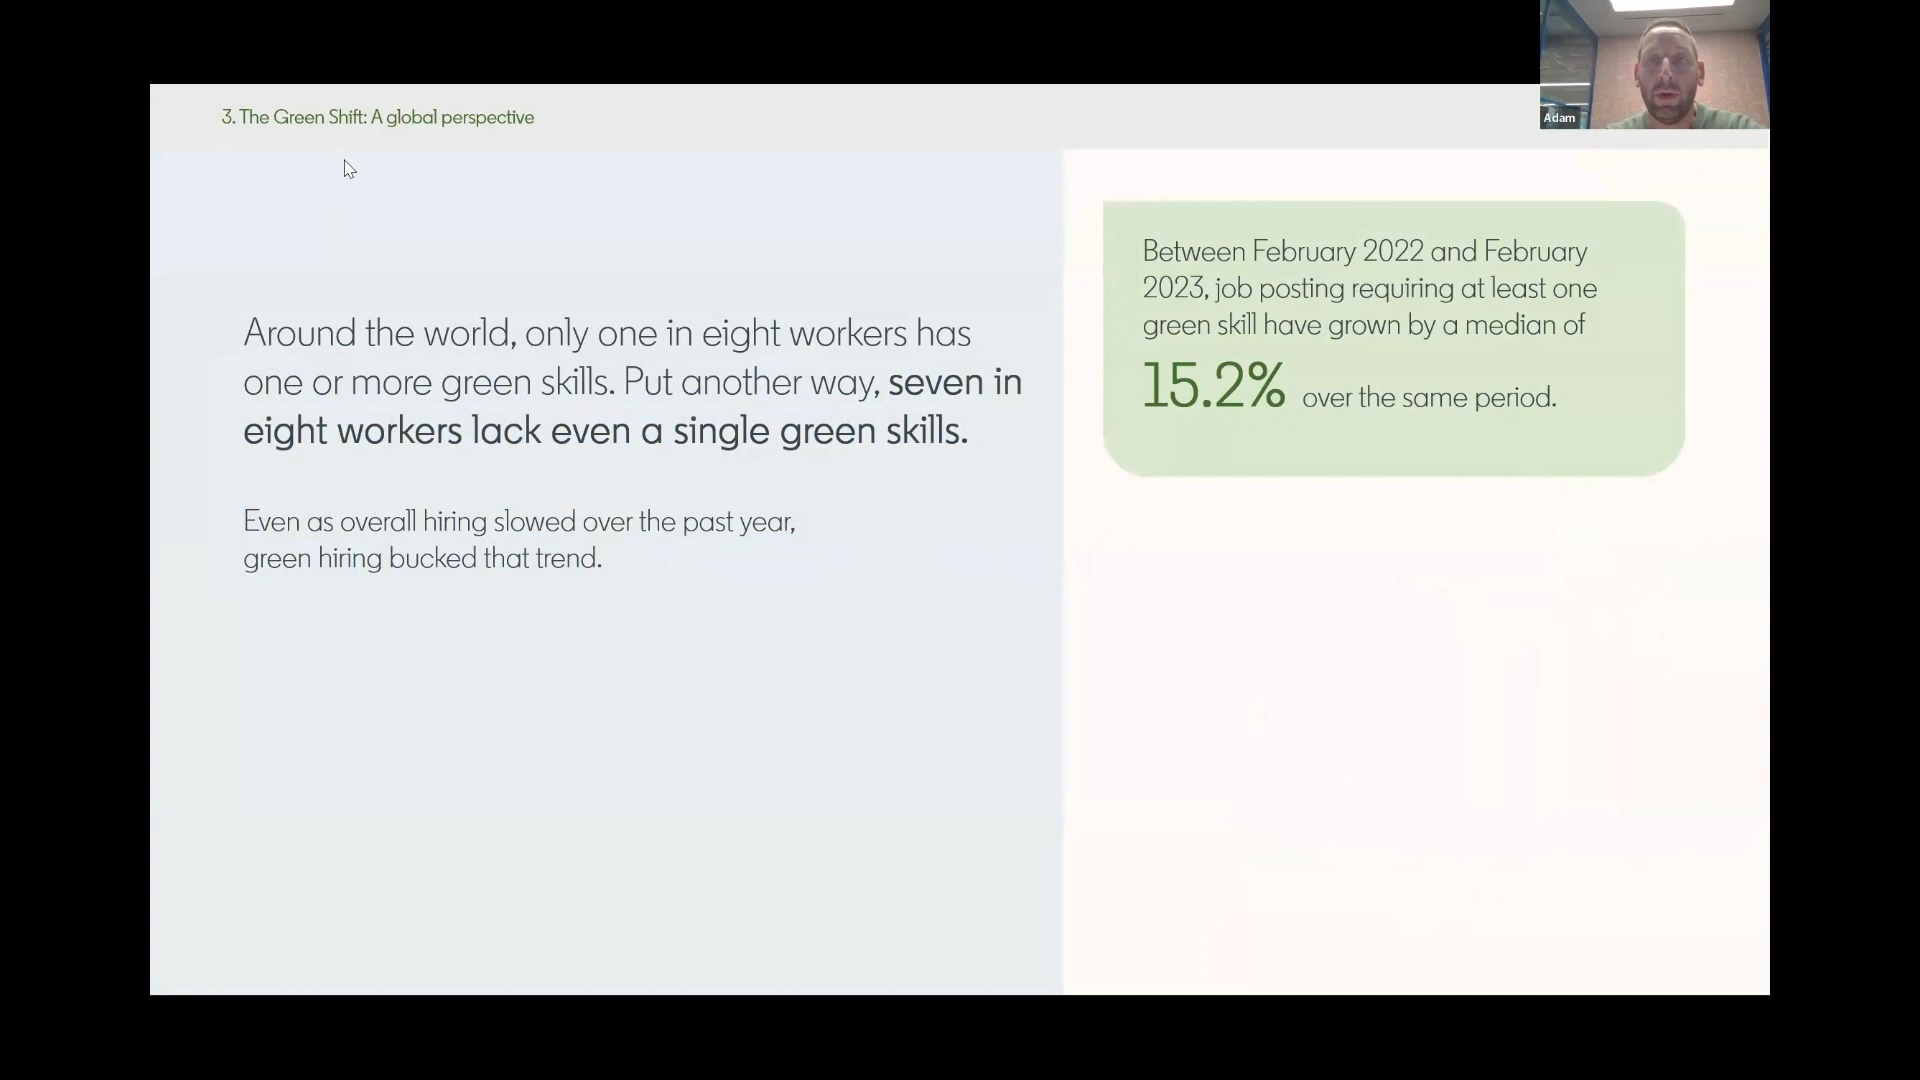 3. The Green Shift: A global perspective
Adam
Around the world, only one in eight workers has
one or more green skills. Put another way, seven in
eight workers lack even a single green skills.
Even as overall hiring slowed over the past year,
green hiring bucked that trend.
Between February 2022 and February
2023, job posting requiring at least one
green skill have grown by a median of
15.2% over the same period.